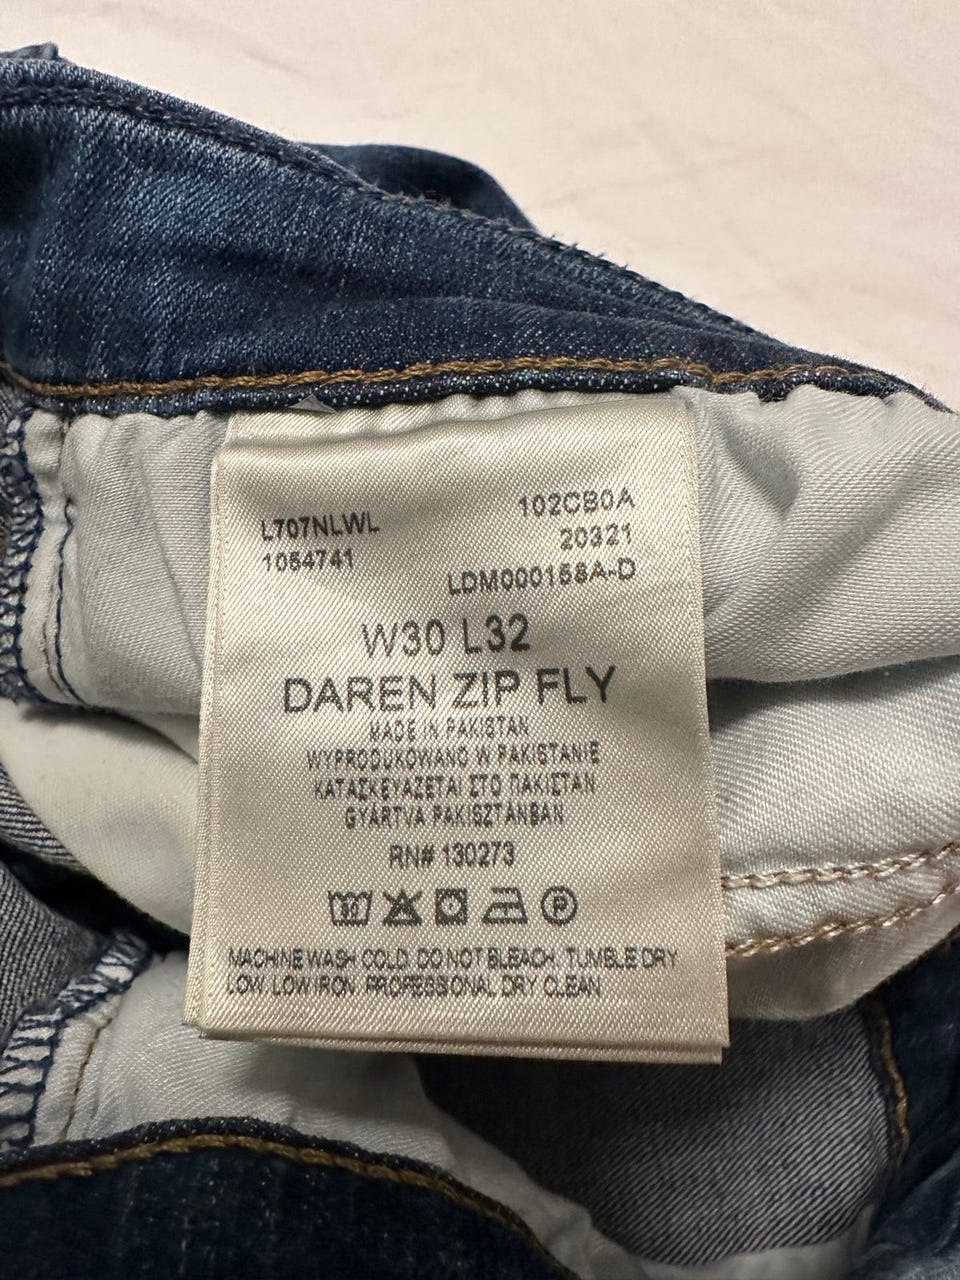 L707NLWL
1054741
102CB0A
20321
LDM000158A-D
W30 L32
DAREN ZIP FLY
MADE IN PAKISTAN
WYPRODUKOWANO W PAKISTANIE
ΚΑΤΑΣΚΕΥΑΖΕΤΑΙ ΣΤΟ ΠΑΚΙΣΤΑΝ
GYÁRTVA PAKISZTÁNBAN
RN# 130273
30 P
MACHINE WASH COLD. DO NOT BLEACH. TUMBLE DRY
LOW. LOW IRON. PROFESSIONAL DRY CLEAN